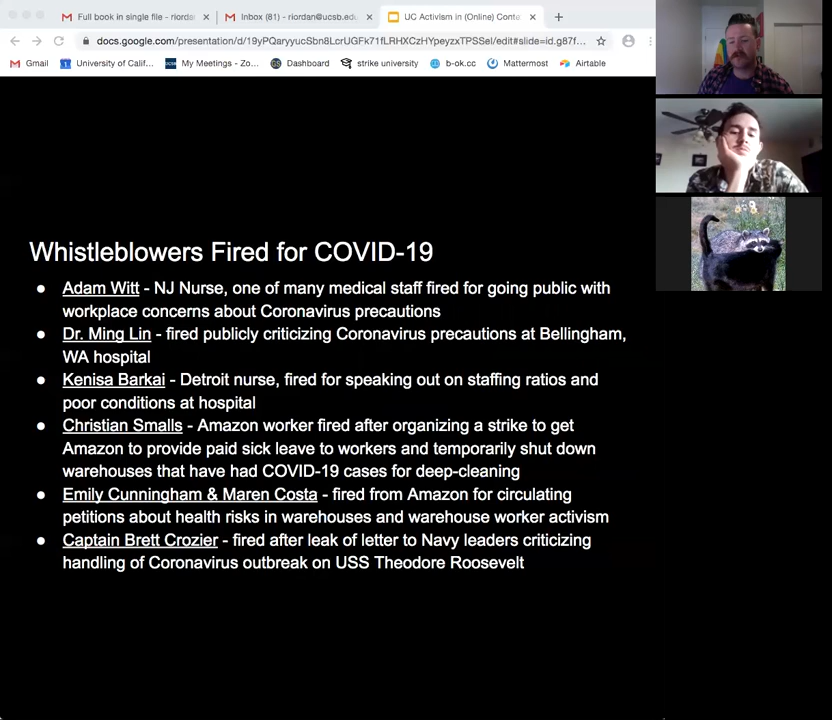 Full book in single file - riordan
Inbox (81) - riordan@ucsb.edu
UC Activism in (Online) Conte
docs.google.com/presentation/d/19yPQaryyucSbn8LcrUGFk71fLRHXCzHYpeyzxTPSSeI/edit#slide=id.g87f...
Gmail
University of Calif...
My Meetings - Zo...
Dashboard
strike university
b-ok.cc
Mattermost
Airtable
Whistleblowers Fired for COVID-19
● Adam Witt - NJ Nurse, one of many medical staff fired for going public with
workplace concerns about Coronavirus precautions
● Dr. Ming Lin - fired publicly criticizing Coronavirus precautions at Bellingham,
WA hospital
● Kenisa Barkai - Detroit nurse, fired for speaking out on staffing ratios and
poor conditions at hospital
● Christian Smalls - Amazon worker fired after organizing a strike to get
Amazon to provide paid sick leave to workers and temporarily shut down
warehouses that have had COVID-19 cases for deep-cleaning
● Emily Cunningham & Maren Costa - fired from Amazon for circulating
petitions about health risks in warehouses and warehouse worker activism
● Captain Brett Crozier - fired after leak of letter to Navy leaders criticizing
handling of Coronavirus outbreak on USS Theodore Roosevelt